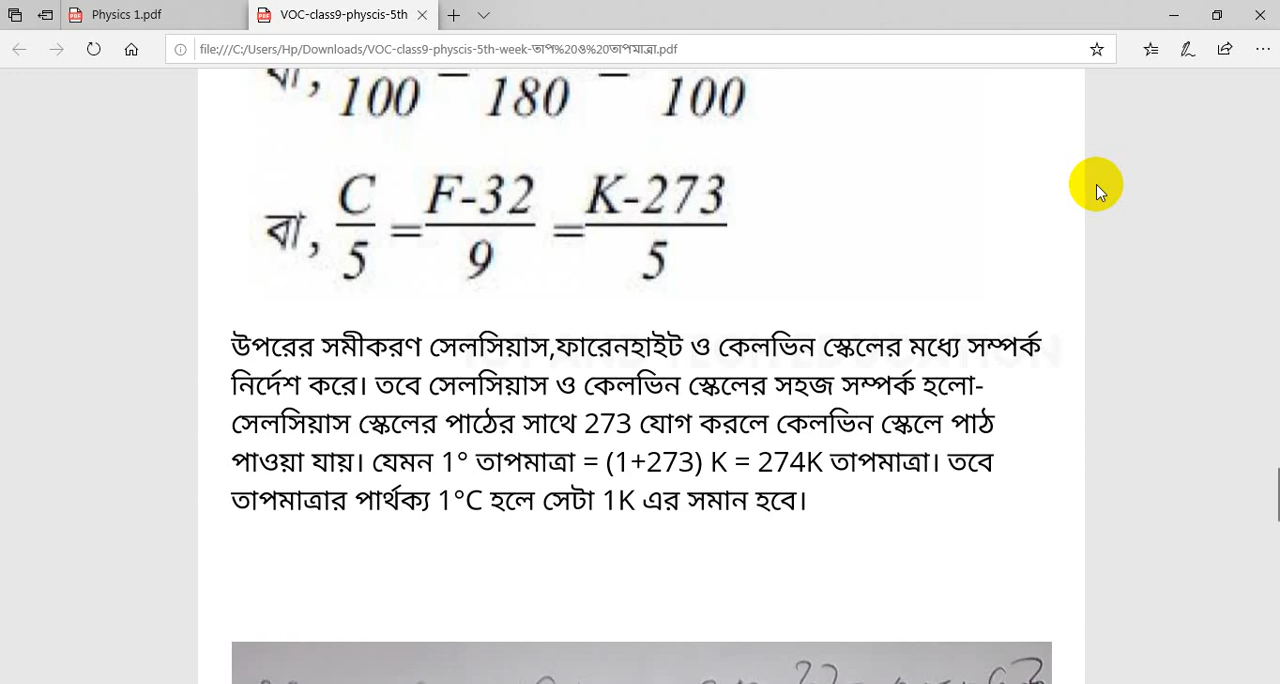 Physics 1.pdf
VOC-class9-physcis-5th
file:///C:/Users/Hp/Downloads/VOC-class9-physcis-5th-week-তাপ%20ও%20তাপমাত্রা.pdf
বা, 100 180 100
বা, C/5 = F-32/9 = K-273/5
উপরের সমীকরণ সেলসিয়াস,ফারেনহাইট ও কেলভিন স্কেলের মধ্যে সম্পর্ক
নির্দেশ করে। তবে সেলসিয়াস ও কেলভিন স্কেলের সহজ সম্পর্ক হলো-
সেলসিয়াস স্কেলের পাঠের সাথে 273 যোগ করলে কেলভিন স্কেলে পাঠ
পাওয়া যায়। যেমন 1° তাপমাত্রা = (1+273) K = 274K তাপমাত্রা। তবে
তাপমাত্রার পার্থক্য 1°C হলে সেটা 1K এর সমান হবে।